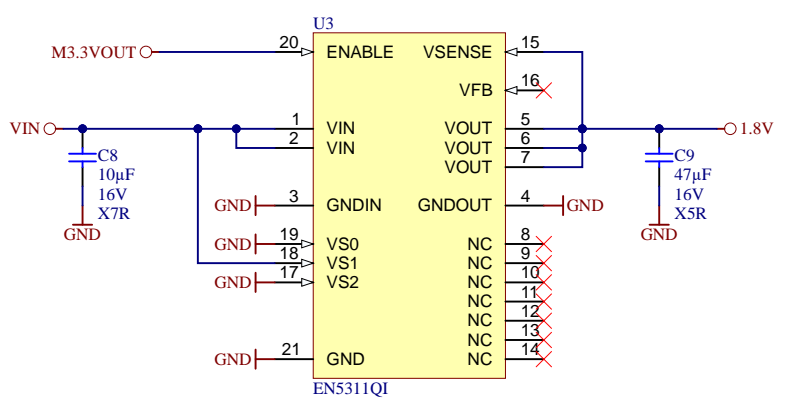 U3
M3.3VOUT 20 ENABLE VSENSE 15
VFB 16
VIN 1 VIN VOUT 5 1.8V
2 VIN VOUT 6
VOUT 7
C8
10µF
16V
X7R
GND
C9
47µF
16V
X5R
GND
GND 3 GNDIN GNDOUT 4 GND
GND 19 VS0 NC 8
18 VS1 NC 9
GND 17 VS2 NC 10
NC 11
NC 12
NC 13
GND 21 GND NC 14
EN5311QI